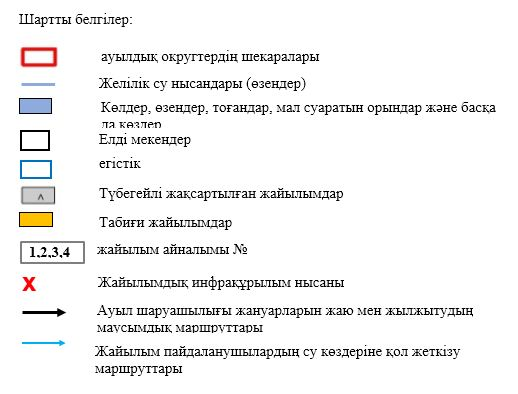 Шартты белгілер:
ауылдық округтердің шекаралары
Желілік су нысандары (өзендер)
Көлдер, өзендер, тоғандар, мал суаратын орындар және басқа
да көздер
Елді мекендер
егістік
Түбегейлі жақсартылған жайылымдар
Табиғи жайылымдар
1,2,3,4 жайылым айналымы №
X Жайылымдық инфрақұрылым нысаны
Ауыл шаруашылығы жануарларын жаю мен жылжытудың
маусымдық маршруттары
Жайылым пайдаланушылардың су көздеріне қол жеткізу
маршруттары